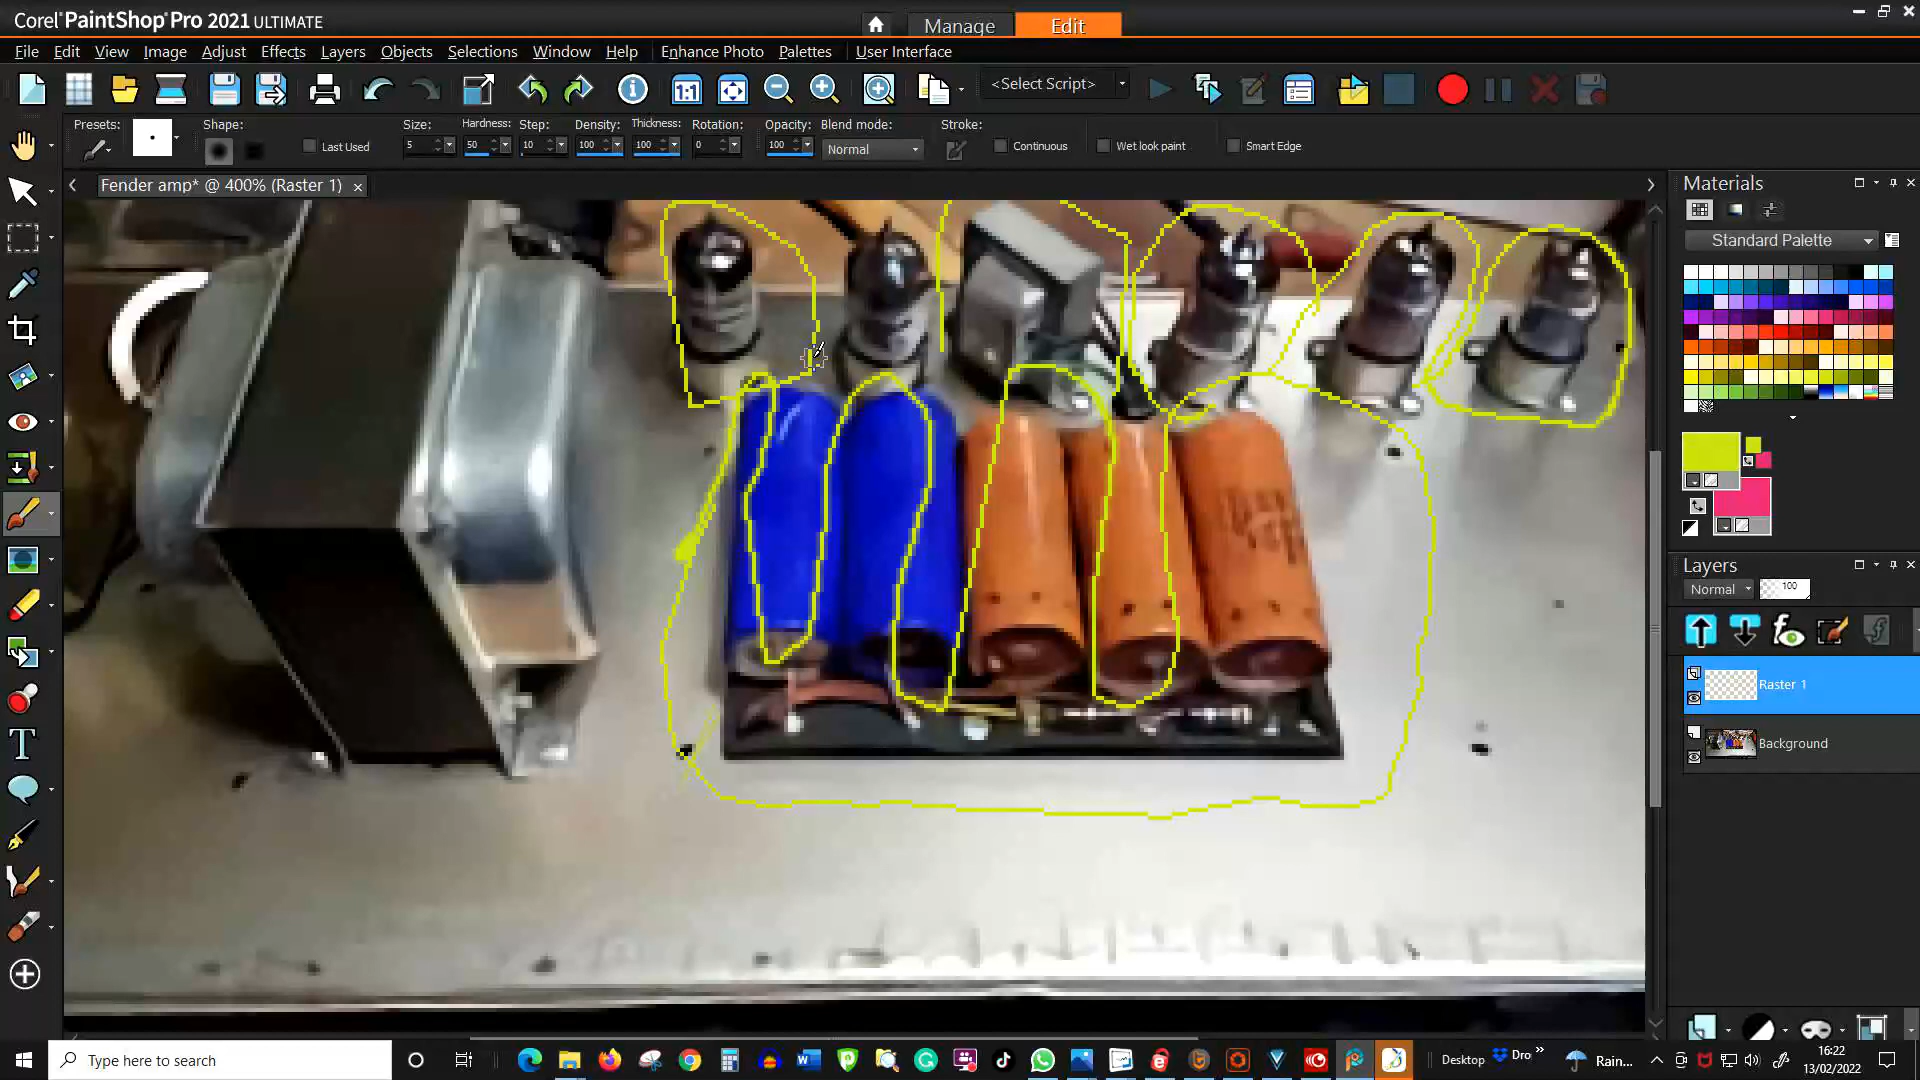 Corel PaintShop Pro 2021 ULTIMATE
Manage
Edit
File Edit View Image Adjust Effects Layers Objects Selections Window Help Enhance Photo Palettes User Interface
1:1
<Select Script>
Presets:
Shape:
Last Used
Size:
5
Hardness:
50
Step:
10
Density:
100
Thickness:
100
Rotation:
0
Opacity:
100
Blend mode:
Normal
Stroke:
Continuous
Wet look paint
Smart Edge
Fender amp* @ 400% (Raster 1)
Materials
Standard Palette
Layers
Normal
100
Raster 1
Background
Type here to search
Desktop
Dro
Rain...
16:22
13/02/2022